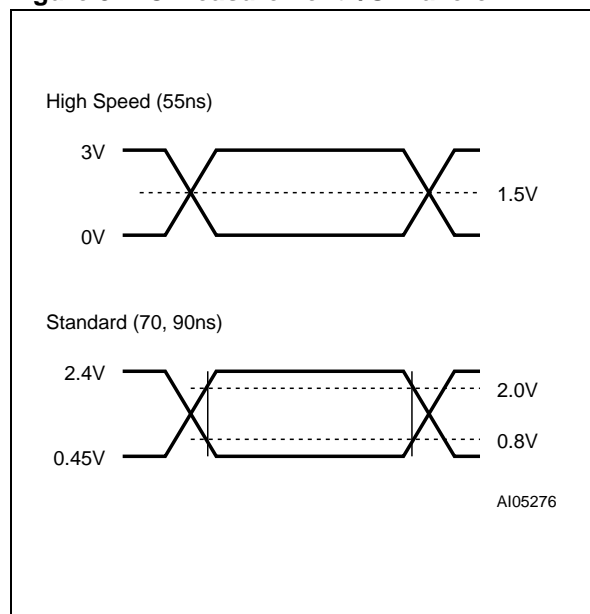 High Speed (55ns)
3V
1.5V
0V
Standard (70, 90ns)
2.4V
2.0V
0.8V
0.45V
AI05276